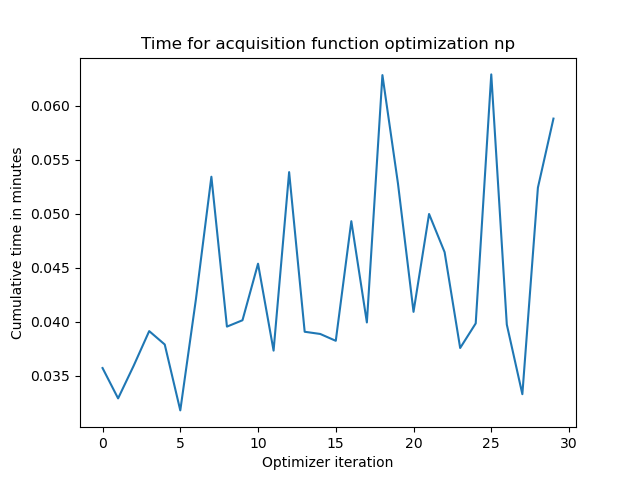 Time for acquisition function optimization np
0.060
0.055
0.050
0.045
0.040
0.035
Cumulative time in minutes
0 5 10 15 20 25 30
Optimizer iteration